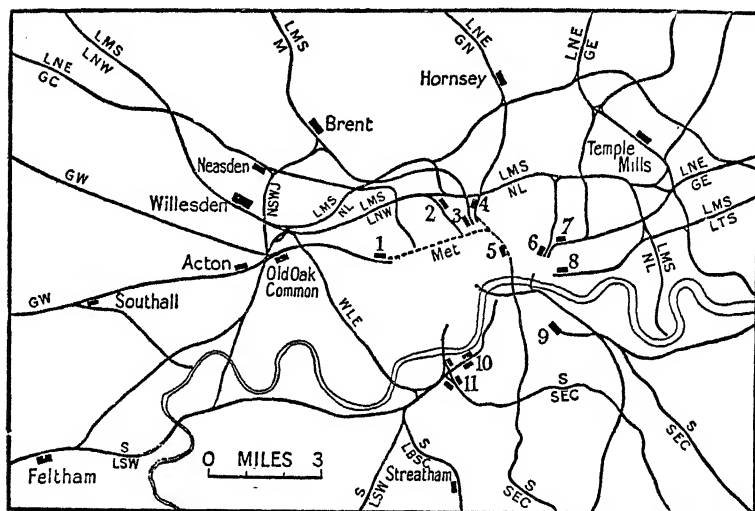 LMS
LNW
LMS
M
LNE
GN
LNE
GE
LNE
GC
Hornsey
Brent
GW
Neasden
Temple
Mills
Willesden
NSWJ
LMS
NL
LMS
LNW
2
3
4
LMS
NL
LNE
GE
LMS
LTS
Acton
Old Oak
Common
1
Met
5
6
7
8
LMS
NL
GW
Southall
WLE
9
10
11
S
SEC
S
SEC
S
LSW
Feltham
0 MILES 3
S
LSW
S
LBSC
Streatham
S
SEC